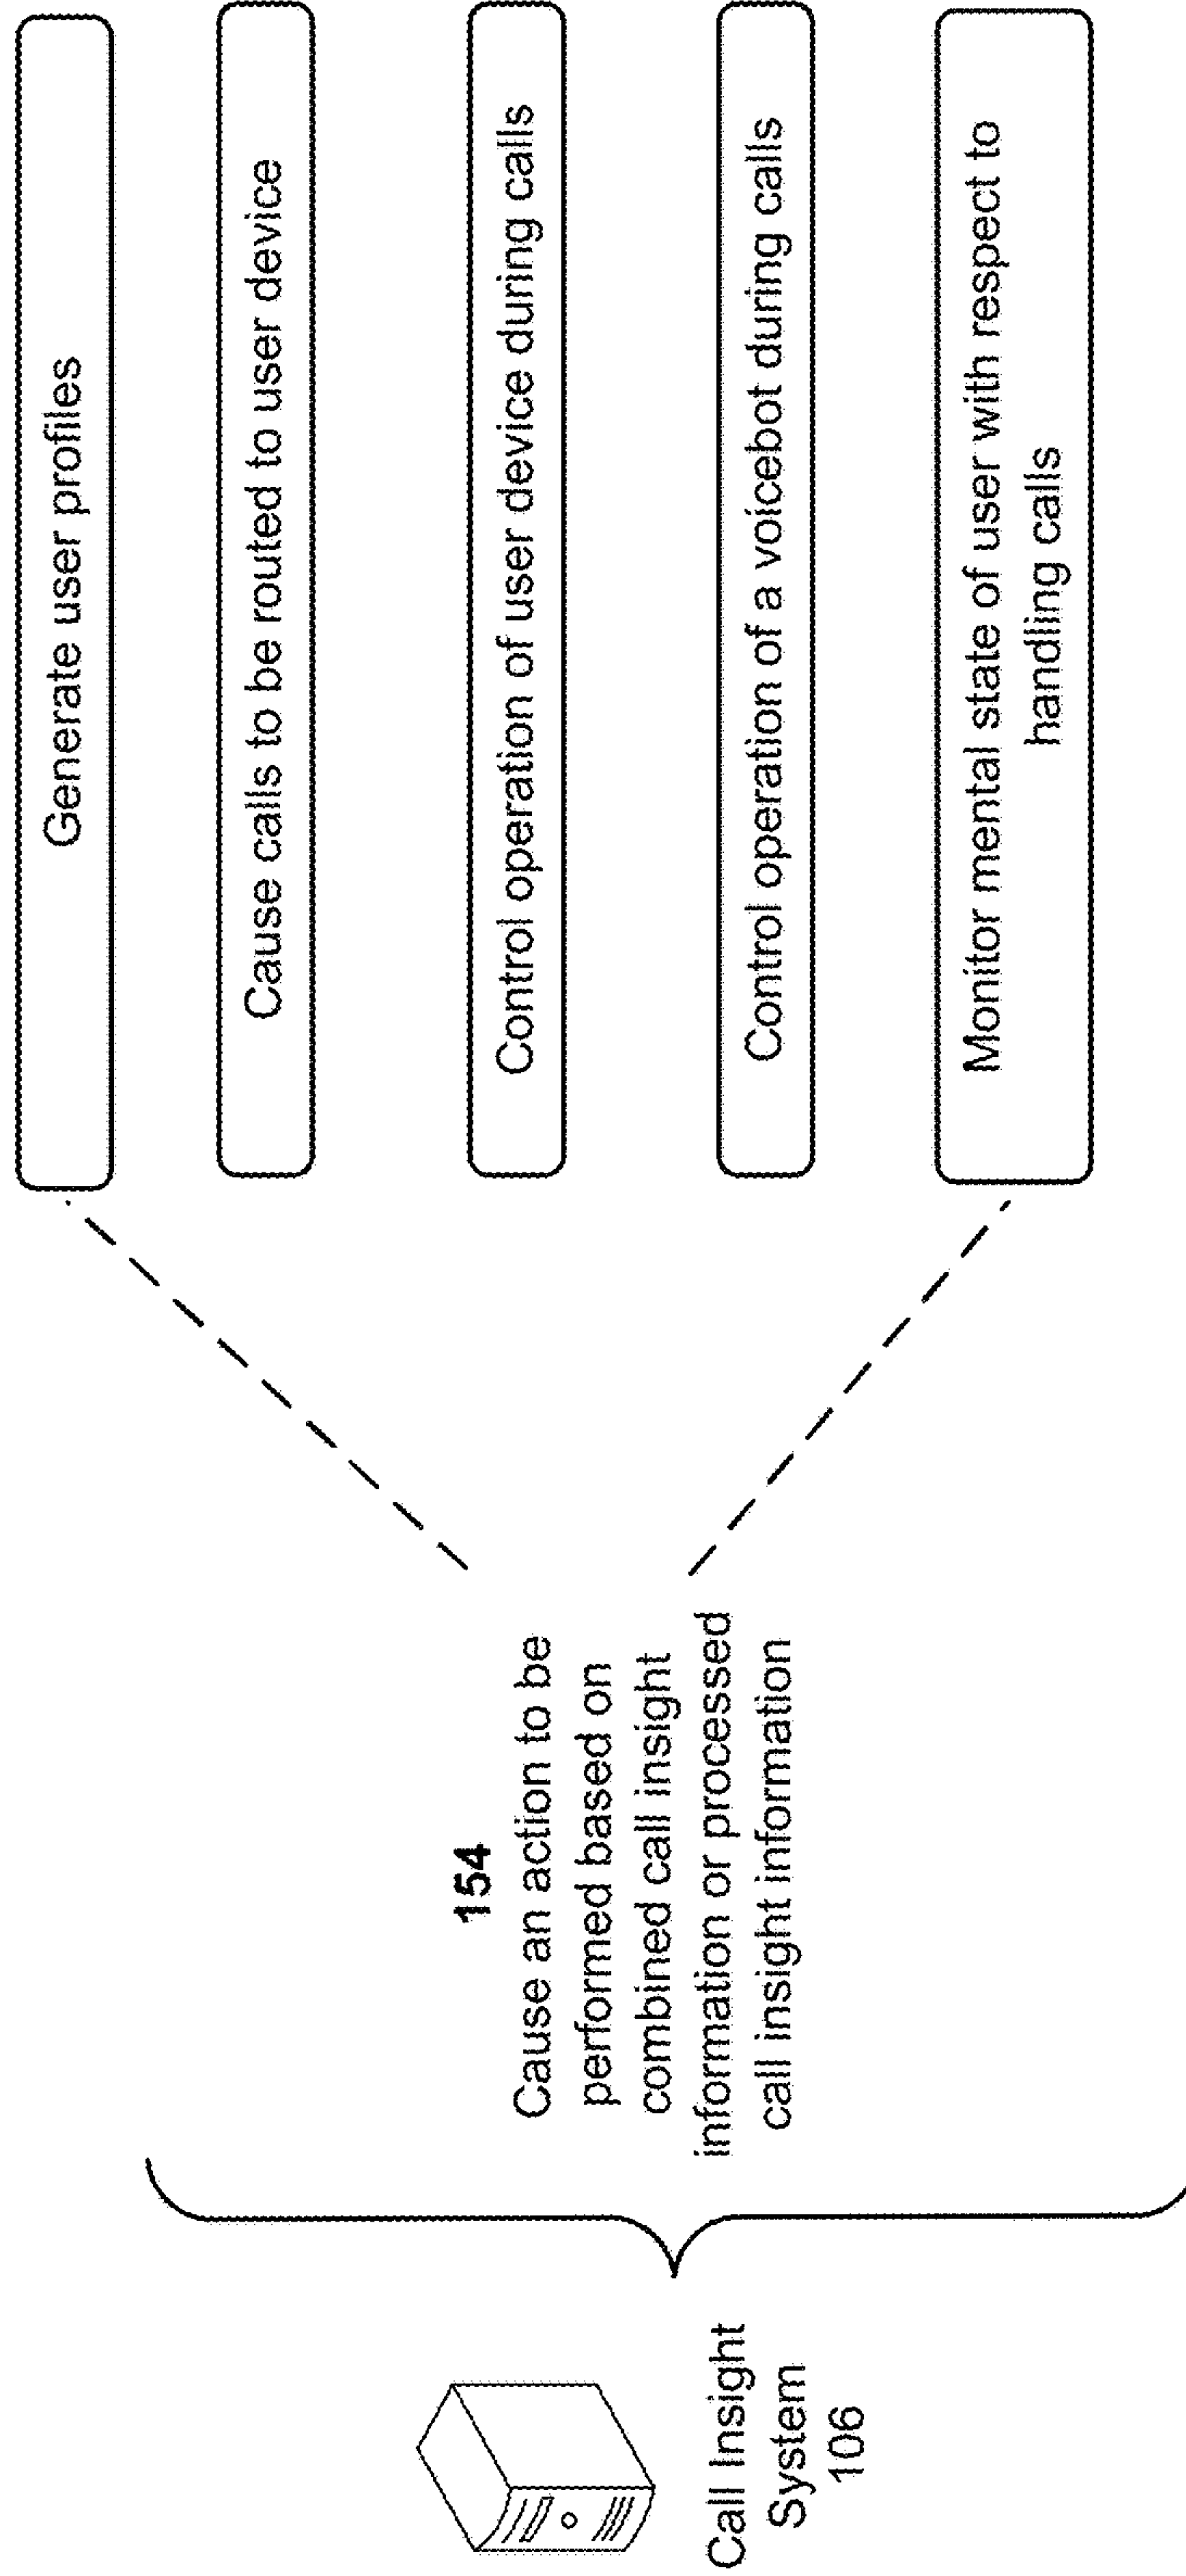 Call Insight
System
106
154
Cause an action to be
performed based on
combined call insight
information or processed
call insight information
Generate user profiles
Cause calls to be routed to user device
Control operation of user device during calls
Control operation of a voicebot during calls
Monitor mental state of user with respect to
handling calls